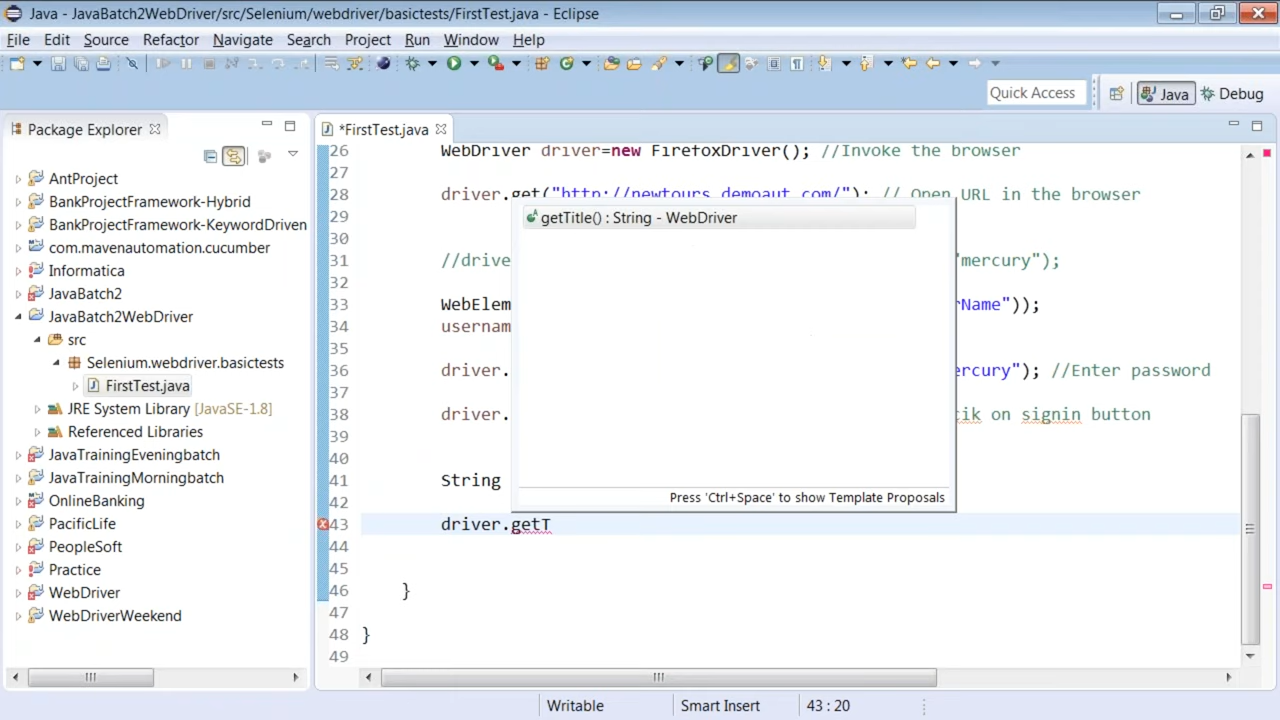 Java - JavaBatch2WebDriver/src/Selenium/webdriver/basictests/FirstTest.java - Eclipse
File Edit Source Refactor Navigate Search Project Run Window Help
Quick Access Java Debug
Package Explorer
AntProject
BankProjectFramework-Hybrid
BankProjectFramework-KeywordDriven
com.mavenautomation.cucumber
Informatica
JavaBatch2
JavaBatch2WebDriver
src
Selenium.webdriver.basictests
FirstTest.java
JRE System Library [JavaSE-1.8]
Referenced Libraries
JavaTrainingEveningbatch
JavaTrainingMorningbatch
OnlineBanking
PacificLife
PeopleSoft
Practice
WebDriver
WebDriverWeekend
*FirstTest.java
26 WebDriver driver=new FirefoxDriver(); //Invoke the browser
27
28 driver.get("http://newtours.demoaut.com/"); // Open URL in the browser
29
30
31 //drive "mercury");
32
33 WebElem rName"));
34 usernam
35
36 driver. ercury"); //Enter password
37
38 driver. ik on signin button
39
40
41 String
42
43 driver.getT
44
45
46 }
47
48 }
49
getTitle() : String - WebDriver
Press 'Ctrl+Space' to show Template Proposals
Writable Smart Insert 43 : 20